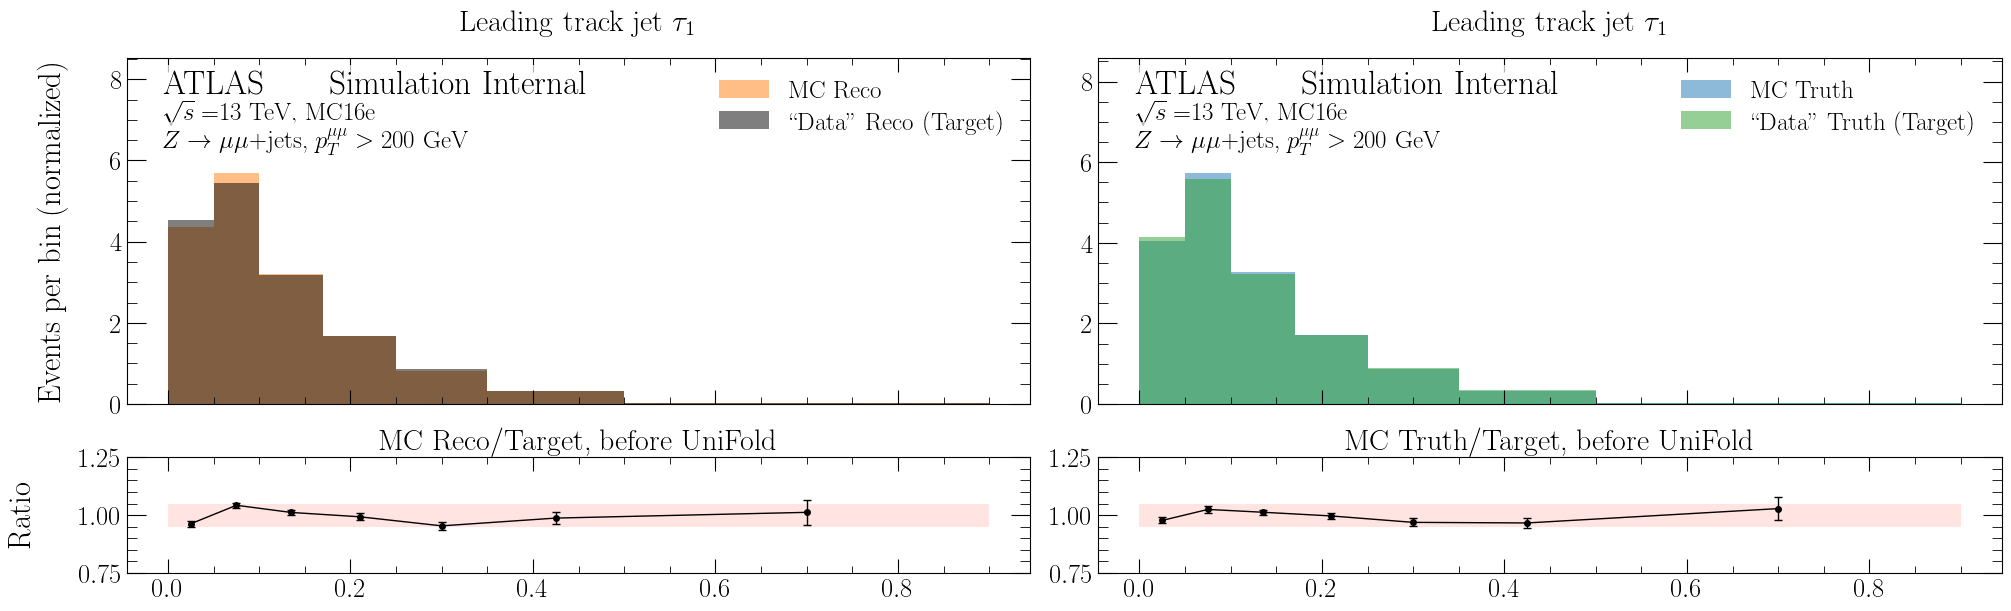 Leading track jet τ₁
ATLAS Simulation Internal
√s =13 TeV, MC16e
Z → μμ+jets, p_T^{μμ} > 200 GeV
MC Reco
“Data” Reco (Target)
Events per bin (normalized)
8
6
4
2
0
MC Reco/Target, before UniFold
Ratio
1.25
1.00
0.75
0.0 0.2 0.4 0.6 0.8
Leading track jet τ₁
ATLAS Simulation Internal
√s =13 TeV, MC16e
Z → μμ+jets, p_T^{μμ} > 200 GeV
MC Truth
“Data” Truth (Target)
8
6
4
2
0
MC Truth/Target, before UniFold
1.25
1.00
0.75
0.0 0.2 0.4 0.6 0.8